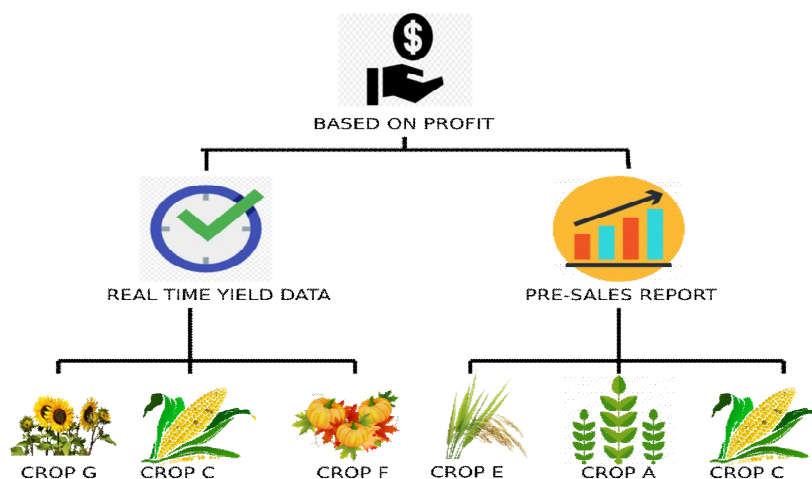 $
BASED ON PROFIT
REAL TIME YIELD DATA
PRE-SALES REPORT
CROP G
CROP C
CROP F
CROP E
CROP A
CROP C